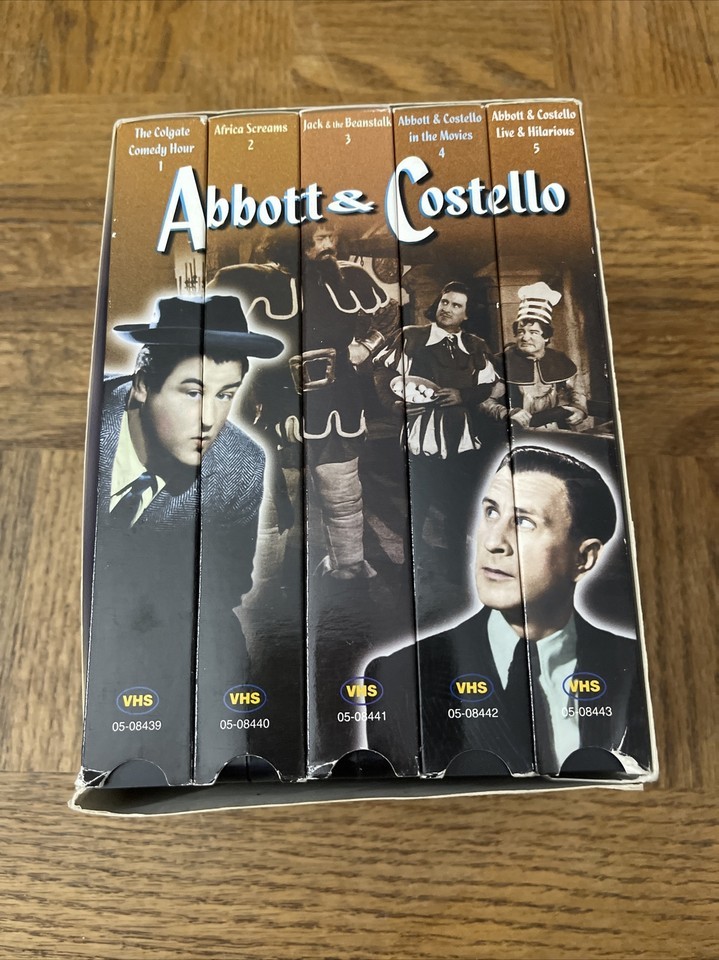 The Colgate
Comedy Hour
1
Africa Screams
2
Jack & the Beanstalk
3
Abbott & Costello
in the Movies
4
Abbott & Costello
Live & Hilarious
5
Abbott & Costello
VHS
05-08439
VHS
05-08440
VHS
05-08441
VHS
05-08442
VHS
05-08443